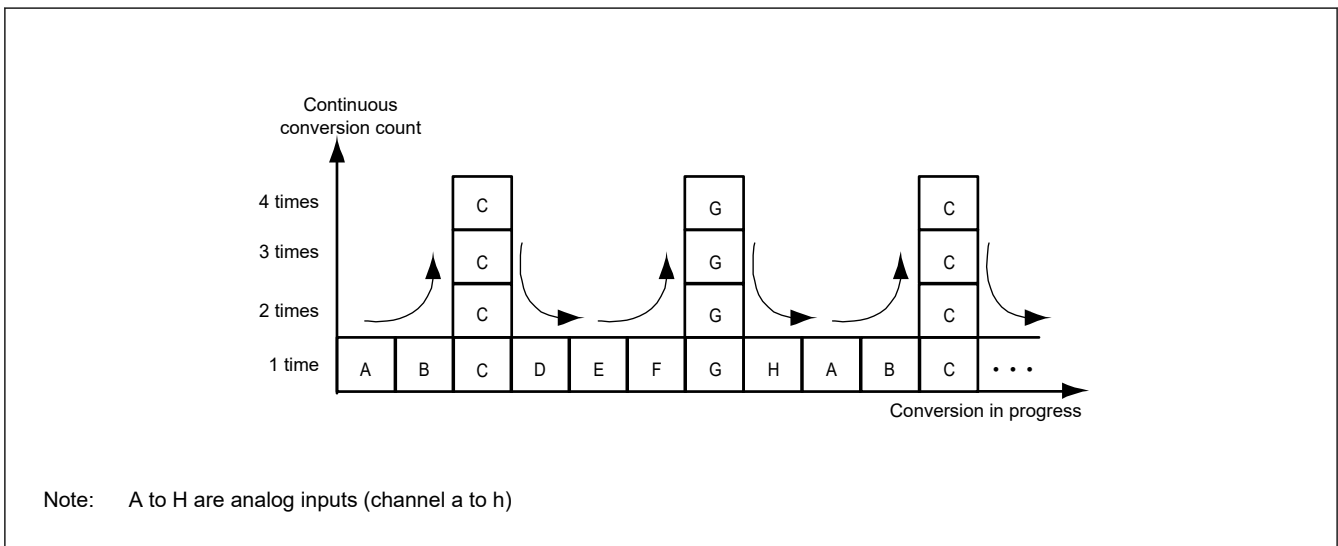 Continuous
conversion count
4 times
C
G
C
3 times
C
G
C
2 times
C
G
C
1 time
A
B
C
D
E
F
G
H
A
B
C
• • •
Conversion in progress
Note: A to H are analog inputs (channel a to h)